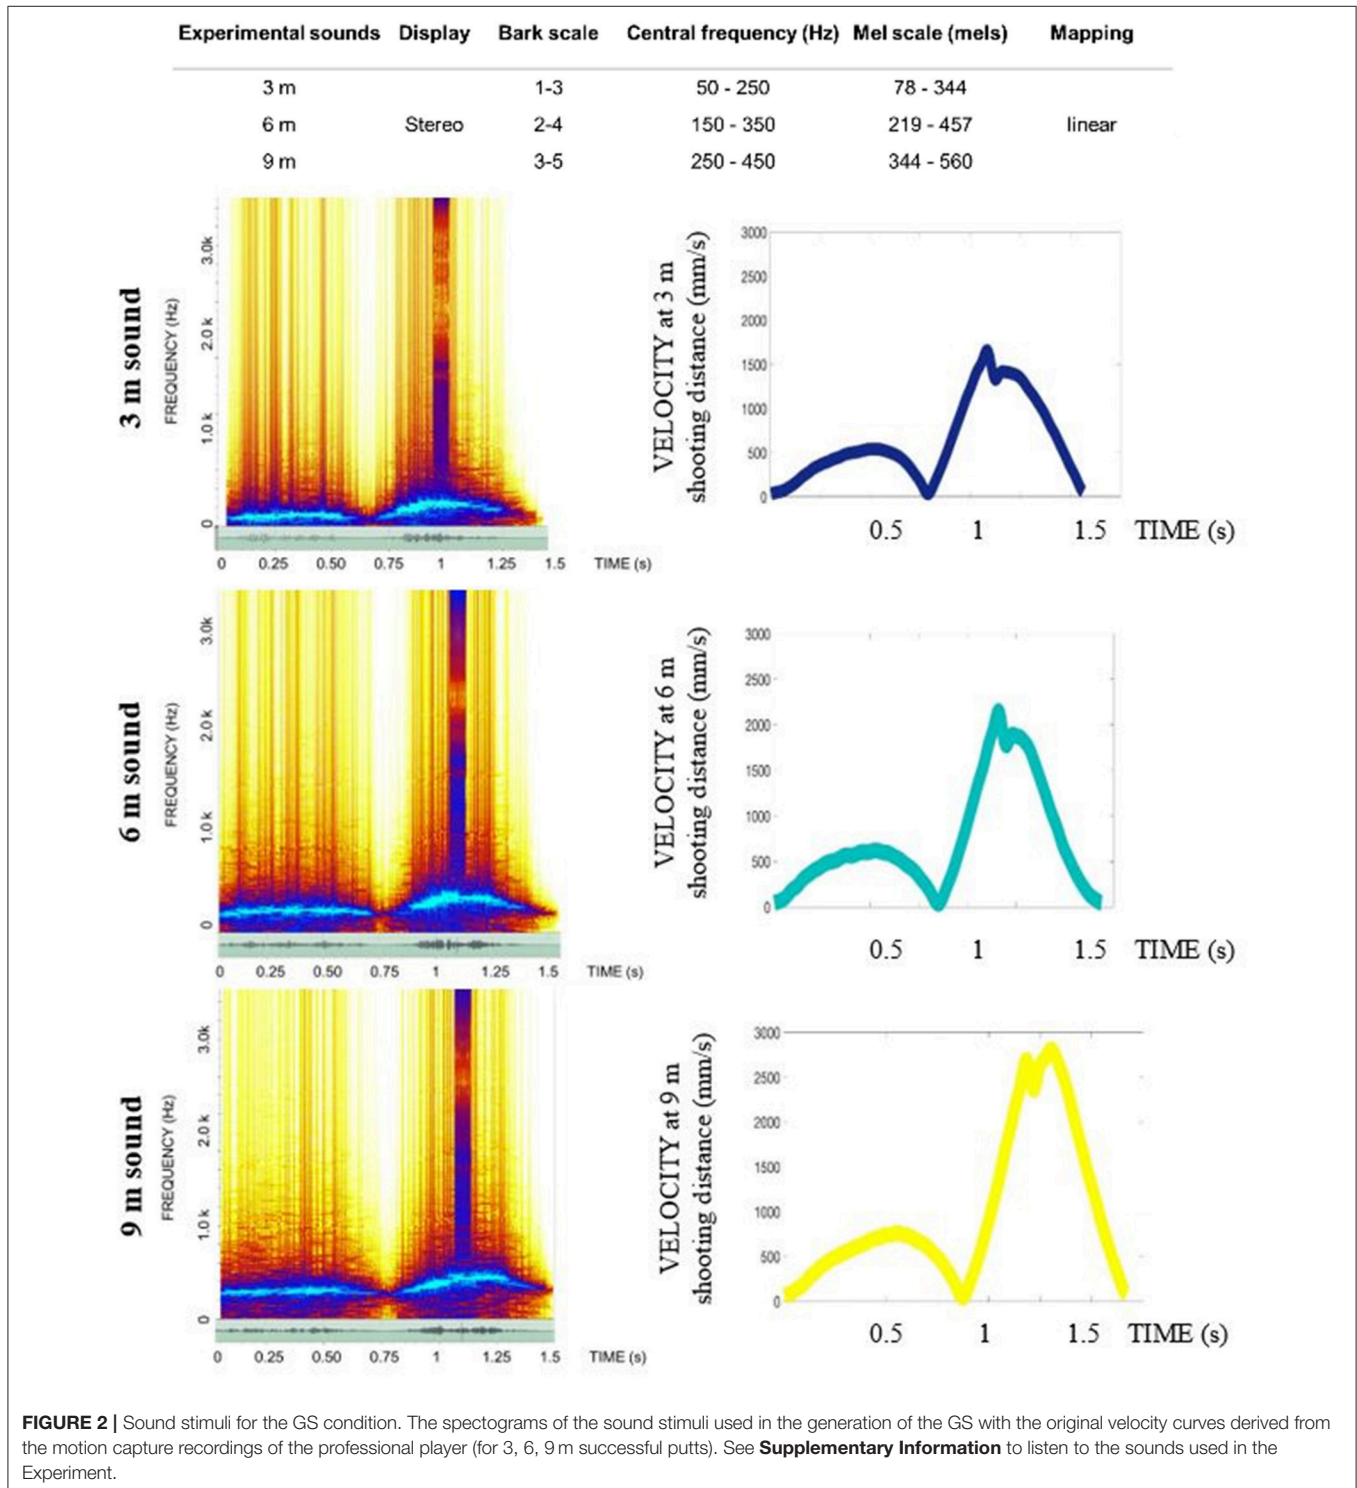 Experimental sounds Display Bark scale Central frequency (Hz) Mel scale (mels) Mapping
3 m 1-3 50 - 250 78 - 344
6 m Stereo 2-4 150 - 350 219 - 457 linear
9 m 3-5 250 - 450 344 - 560
3 m sound
FREQUENCY (Hz)
3.0k
2.0 k
1.0 k
0
0 0.25 0.50 0.75 1 1.25 1.5 TIME (s)
VELOCITY at 3 m
shooting distance (mm/s)
3000
2500
2000
1500
1000
500
0
0.5 1 1.5 TIME (s)
6 m sound
FREQUENCY (Hz)
3.0k
2.0 k
1.0 k
0
0 0.25 0.50 0.75 1 1.25 1.5 TIME (s)
VELOCITY at 6 m
shooting distance (mm/s)
3000
2500
2000
1500
1000
500
0
0.5 1 1.5 TIME (s)
9 m sound
FREQUENCY (Hz)
3.0k
2.0 k
1.0 k
0
0 0.25 0.50 0.75 1 1.25 1.5 TIME (s)
VELOCITY at 9 m
shooting distance (mm/s)
3000
2500
2000
1500
1000
500
0
0.5 1 1.5 TIME (s)
FIGURE 2 | Sound stimuli for the GS condition. The spectograms of the sound stimuli used in the generation of the GS with the original velocity curves derived from
the motion capture recordings of the professional player (for 3, 6, 9 m successful putts). See Supplementary Information to listen to the sounds used in the
Experiment.